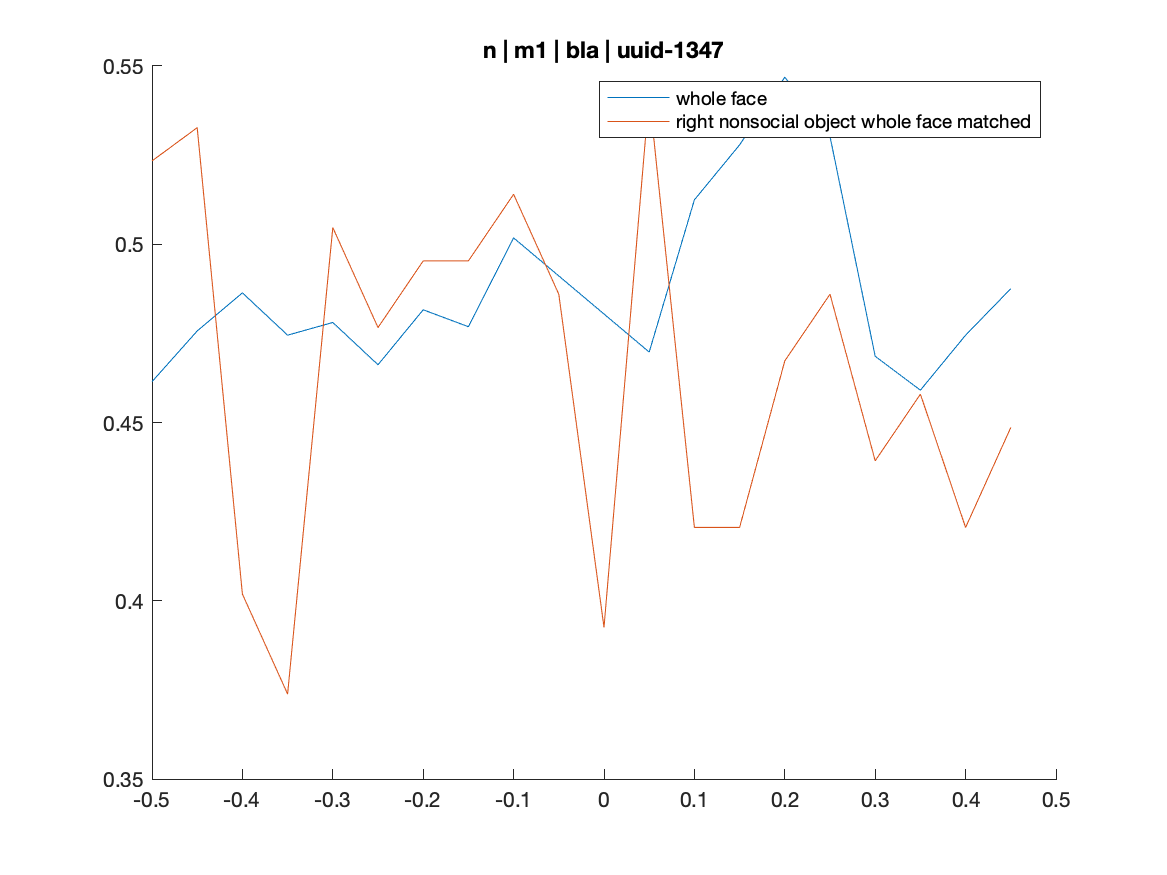 n | m1 | bla | uuid-1347
0.55
whole face
right nonsocial object whole face matched
0.5
0.45
0.4
0.35
-0.5 -0.4 -0.3 -0.2 -0.1 0 0.1 0.2 0.3 0.4 0.5